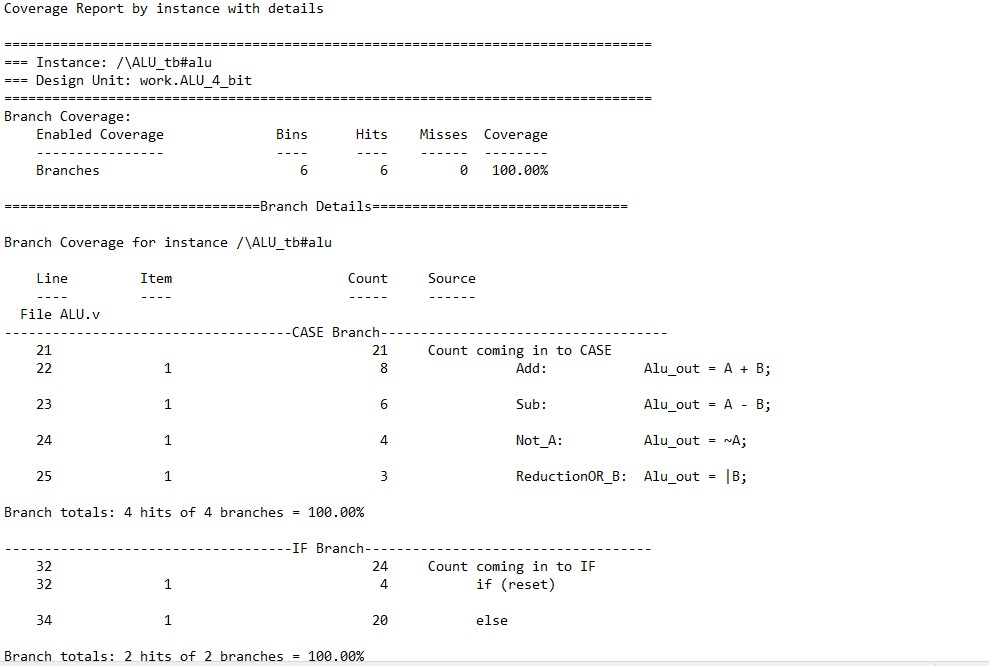 Coverage Report by instance with details
=================================================================================
=== Instance: /\ALU_tb#alu
=== Design Unit: work.ALU_4_bit
=================================================================================
Branch Coverage:
    Enabled Coverage              Bins      Hits    Misses  Coverage
    ----------------              ----      ----    ------  --------
    Branches                         6         6         0   100.00%
================================Branch Details================================
Branch Coverage for instance /\ALU_tb#alu
    Line         Item                      Count     Source
    ----         ----                      -----     ------
  File ALU.v
------------------------------------CASE Branch------------------------------------
    21                                        21     Count coming in to CASE
    22              1                          8                Add:            Alu_out = A + B;
    23              1                          6                Sub:            Alu_out = A - B;
    24              1                          4                Not_A:          Alu_out = ~A;
    25              1                          3                ReductionOR_B:  Alu_out = |B;
Branch totals: 4 hits of 4 branches = 100.00%
------------------------------------IF Branch------------------------------------
    32                                        24     Count coming in to IF
    32              1                          4           if (reset)
    34              1                         20           else
Branch totals: 2 hits of 2 branches = 100.00%